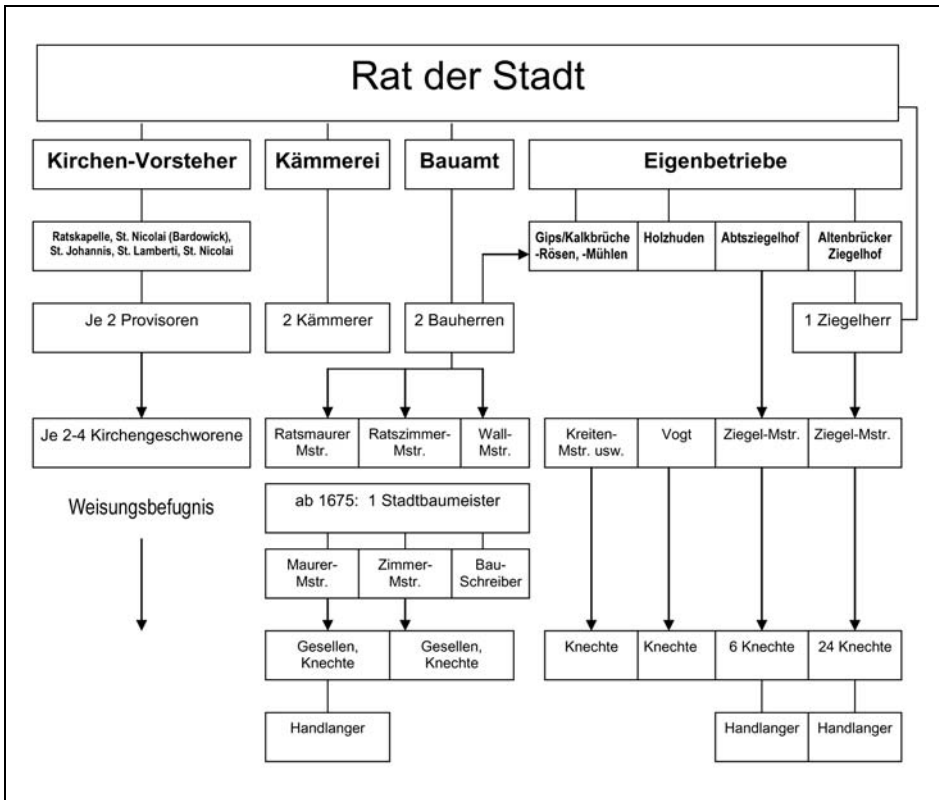 Rat der Stadt
Kirchen-Vorsteher
Kämmerei
Bauamt
Eigenbetriebe
Ratskapelle, St. Nicolai (Bardowick),
St. Johannis, St. Lamberti, St. Nicolai
Gips/Kalkbrüche
-Rösen, -Mühlen
Holzhuden
Abtsziegelhof
Altenbrücker
Ziegelhof
Je 2 Provisoren
2 Kämmerer
2 Bauherren
1 Ziegelherr
Je 2-4 Kirchengeschworene
Ratsmaurer
Mstr.
Ratszimmer-
Mstr.
Wall-
Mstr.
Kreiten-
Mstr. usw.
Vogt
Ziegel-Mstr.
Ziegel-Mstr.
Weisungsbefugnis
ab 1675: 1 Stadtbaumeister
Maurer-
Mstr.
Zimmer-
Mstr.
Bau-
Schreiber
Gesellen,
Knechte
Gesellen,
Knechte
Knechte
Knechte
6 Knechte
24 Knechte
Handlanger
Handlanger
Handlanger